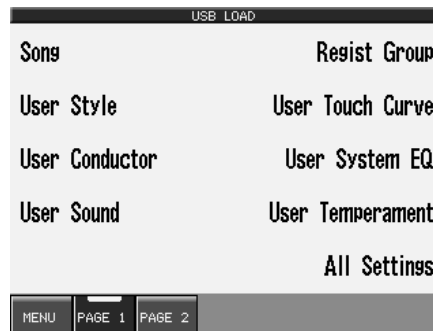 USB LOAD
Song Regist Group
User Style User Touch Curve
User Conductor User System EQ
User Sound User Temperament
All Settings
MENU PAGE 1 PAGE 2